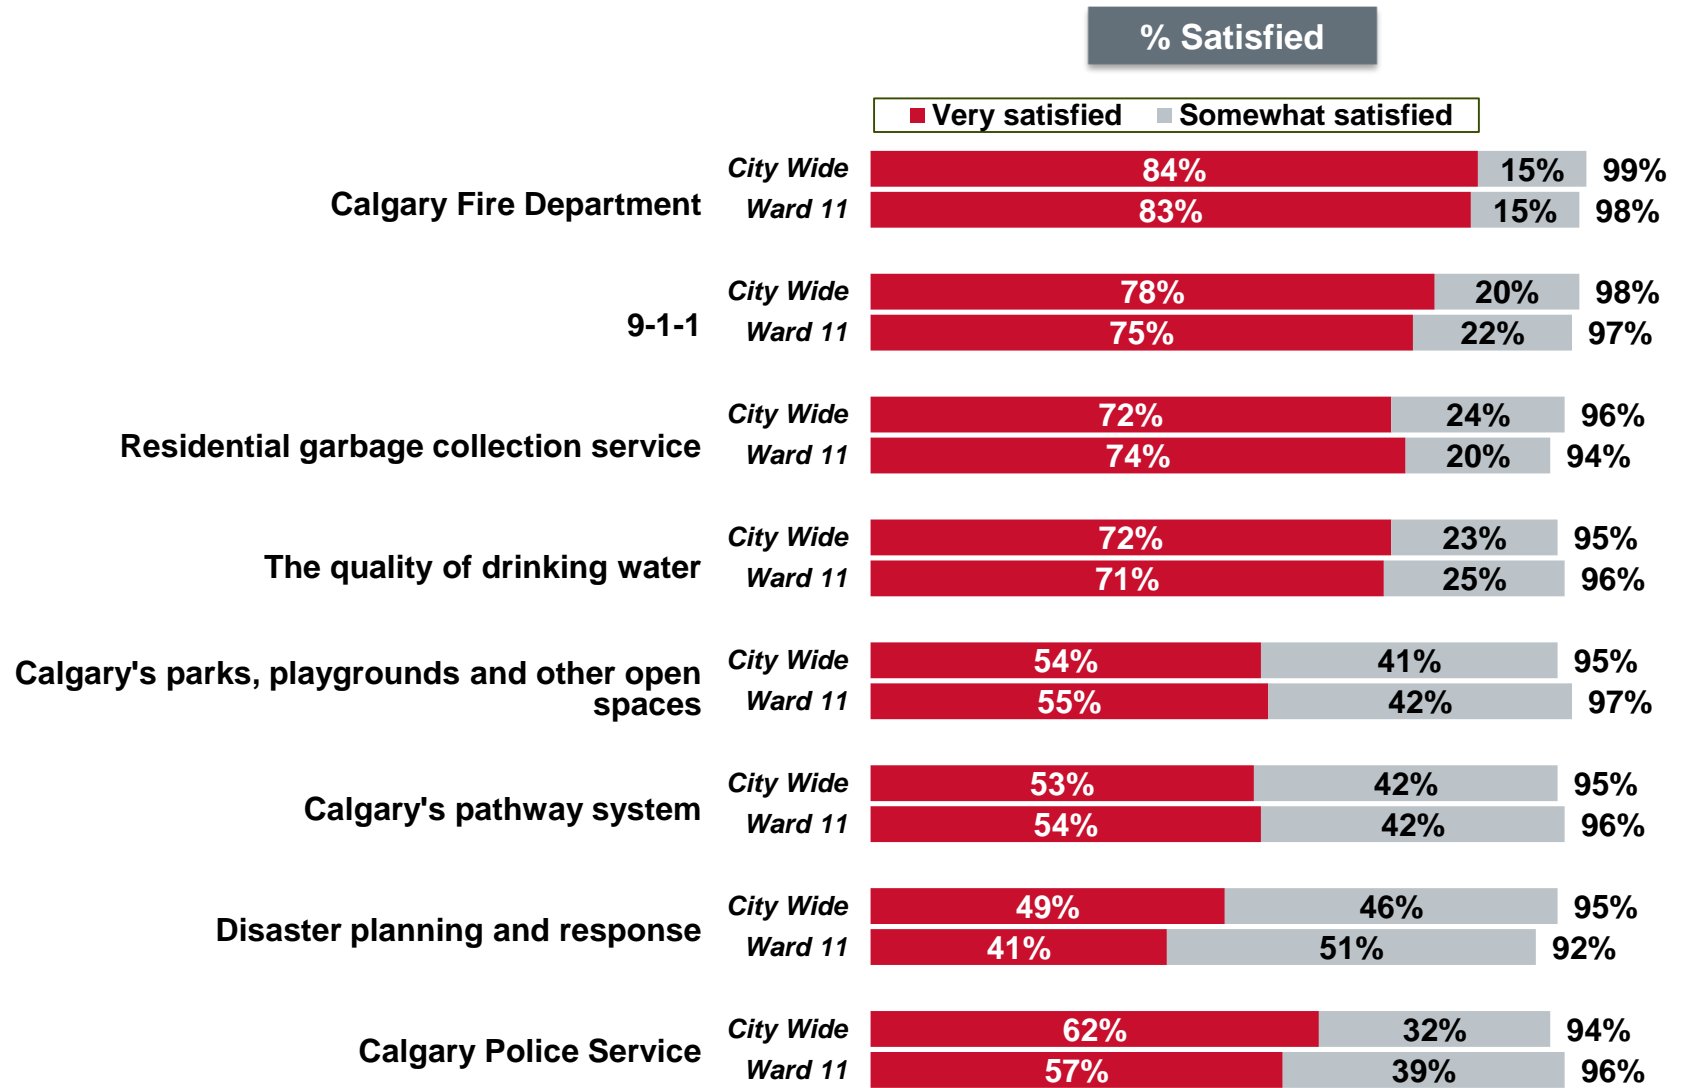 % Satisfied
Very satisfied Somewhat satisfied
City Wide 84% 15% 99%
Calgary Fire Department
Ward 11 83% 15% 98%
City Wide 78% 20% 98%
9-1-1
Ward 11 75% 22% 97%
City Wide 72% 24% 96%
Residential garbage collection service
Ward 11 74% 20% 94%
City Wide 72% 23% 95%
The quality of drinking water
Ward 11 71% 25% 96%
City Wide 54% 41% 95%
Calgary's parks, playgrounds and other open
spaces
Ward 11 55% 42% 97%
City Wide 53% 42% 95%
Calgary's pathway system
Ward 11 54% 42% 96%
City Wide 49% 46% 95%
Disaster planning and response
Ward 11 41% 51% 92%
City Wide 62% 32% 94%
Calgary Police Service
Ward 11 57% 39% 96%